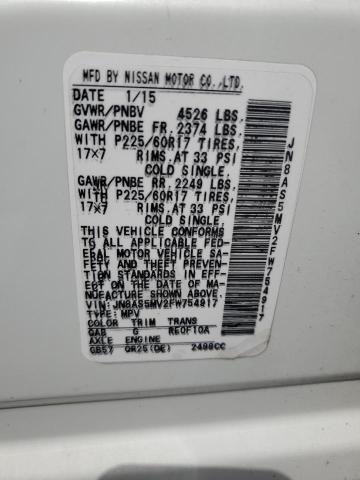 MFD BY NISSAN MOTOR CO.,LTD.
DATE 1/15
GVWR/PNBV 4526 LBS.
GAWR/PNBE FR. 2374 LBS.
WITH P225/60R17 TIRES,
17x7 RIMS.AT 33 PSI
COLD SINGLE.
GAWR/PNBE RR. 2249 LBS.
WITH P225/60R17 TIRES,
17x7 RIMS.AT 33 PSI
COLD SINGLE.
THIS VEHICLE CONFORMS
TO ALL APPLICABLE FED-
ERAL MOTOR VEHICLE SA-
FETY AND THEFT PREVEN-
TION STANDARDS IN EFF-
ECT ON THE DATE OF MA-
NUFACTURE SHOWN ABOVE.
VIN:JN8AS5MV2FW754917
TYPE: MPV
COLOR TRIM TRANS
QAB G RE0F10A
AXLE ENGINE
GB57 QR25(DE) 2488CC
JN8AS5MV2FW754917